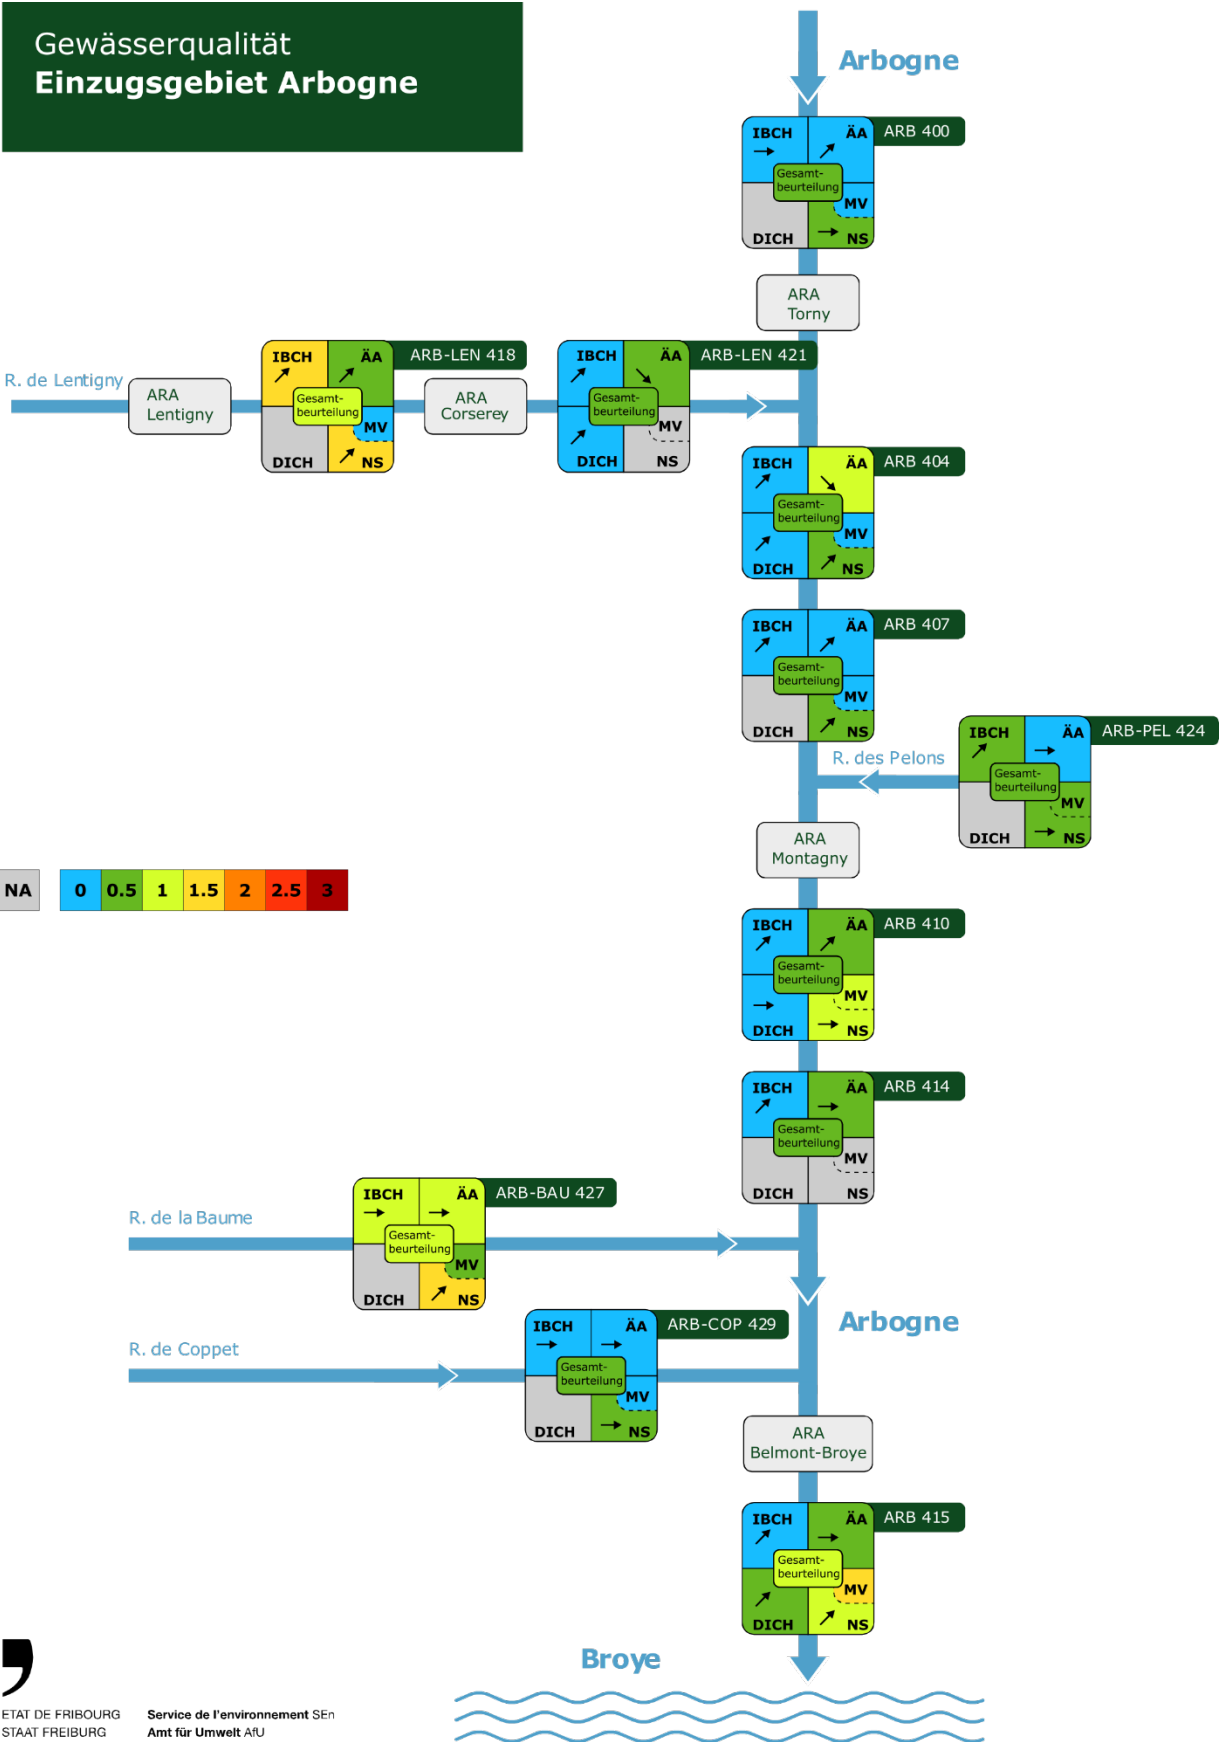 Gewässerqualität
Einzugsgebiet Arbogne
Arbogne
ARB 400
IBCH
ÄA
Gesamt-
beurteilung
MV
DICH
NS
ARA
Torny
R. de Lentigny
ARA
Lentigny
ARB-LEN 418
IBCH
ÄA
Gesamt-
beurteilung
MV
DICH
NS
ARA
Corserey
ARB-LEN 421
IBCH
ÄA
Gesamt-
beurteilung
MV
DICH
NS
ARB 404
IBCH
ÄA
Gesamt-
beurteilung
MV
DICH
NS
ARB 407
IBCH
ÄA
Gesamt-
beurteilung
MV
DICH
NS
R. des Pelons
ARB-PEL 424
IBCH
ÄA
Gesamt-
beurteilung
MV
DICH
NS
ARA
Montagny
NA 0 0.5 1 1.5 2 2.5 3
ARB 410
IBCH
ÄA
Gesamt-
beurteilung
MV
DICH
NS
ARB 414
IBCH
ÄA
Gesamt-
beurteilung
MV
DICH
NS
R. de la Baume
ARB-BAU 427
IBCH
ÄA
Gesamt-
beurteilung
MV
DICH
NS
Arbogne
R. de Coppet
ARB-COP 429
IBCH
ÄA
Gesamt-
beurteilung
MV
DICH
NS
ARA
Belmont-Broye
ARB 415
IBCH
ÄA
Gesamt-
beurteilung
MV
DICH
NS
Broye
ETAT DE FRIBOURG
STAAT FREIBURG
Service de l'environnement SEn
Amt für Umwelt AfU